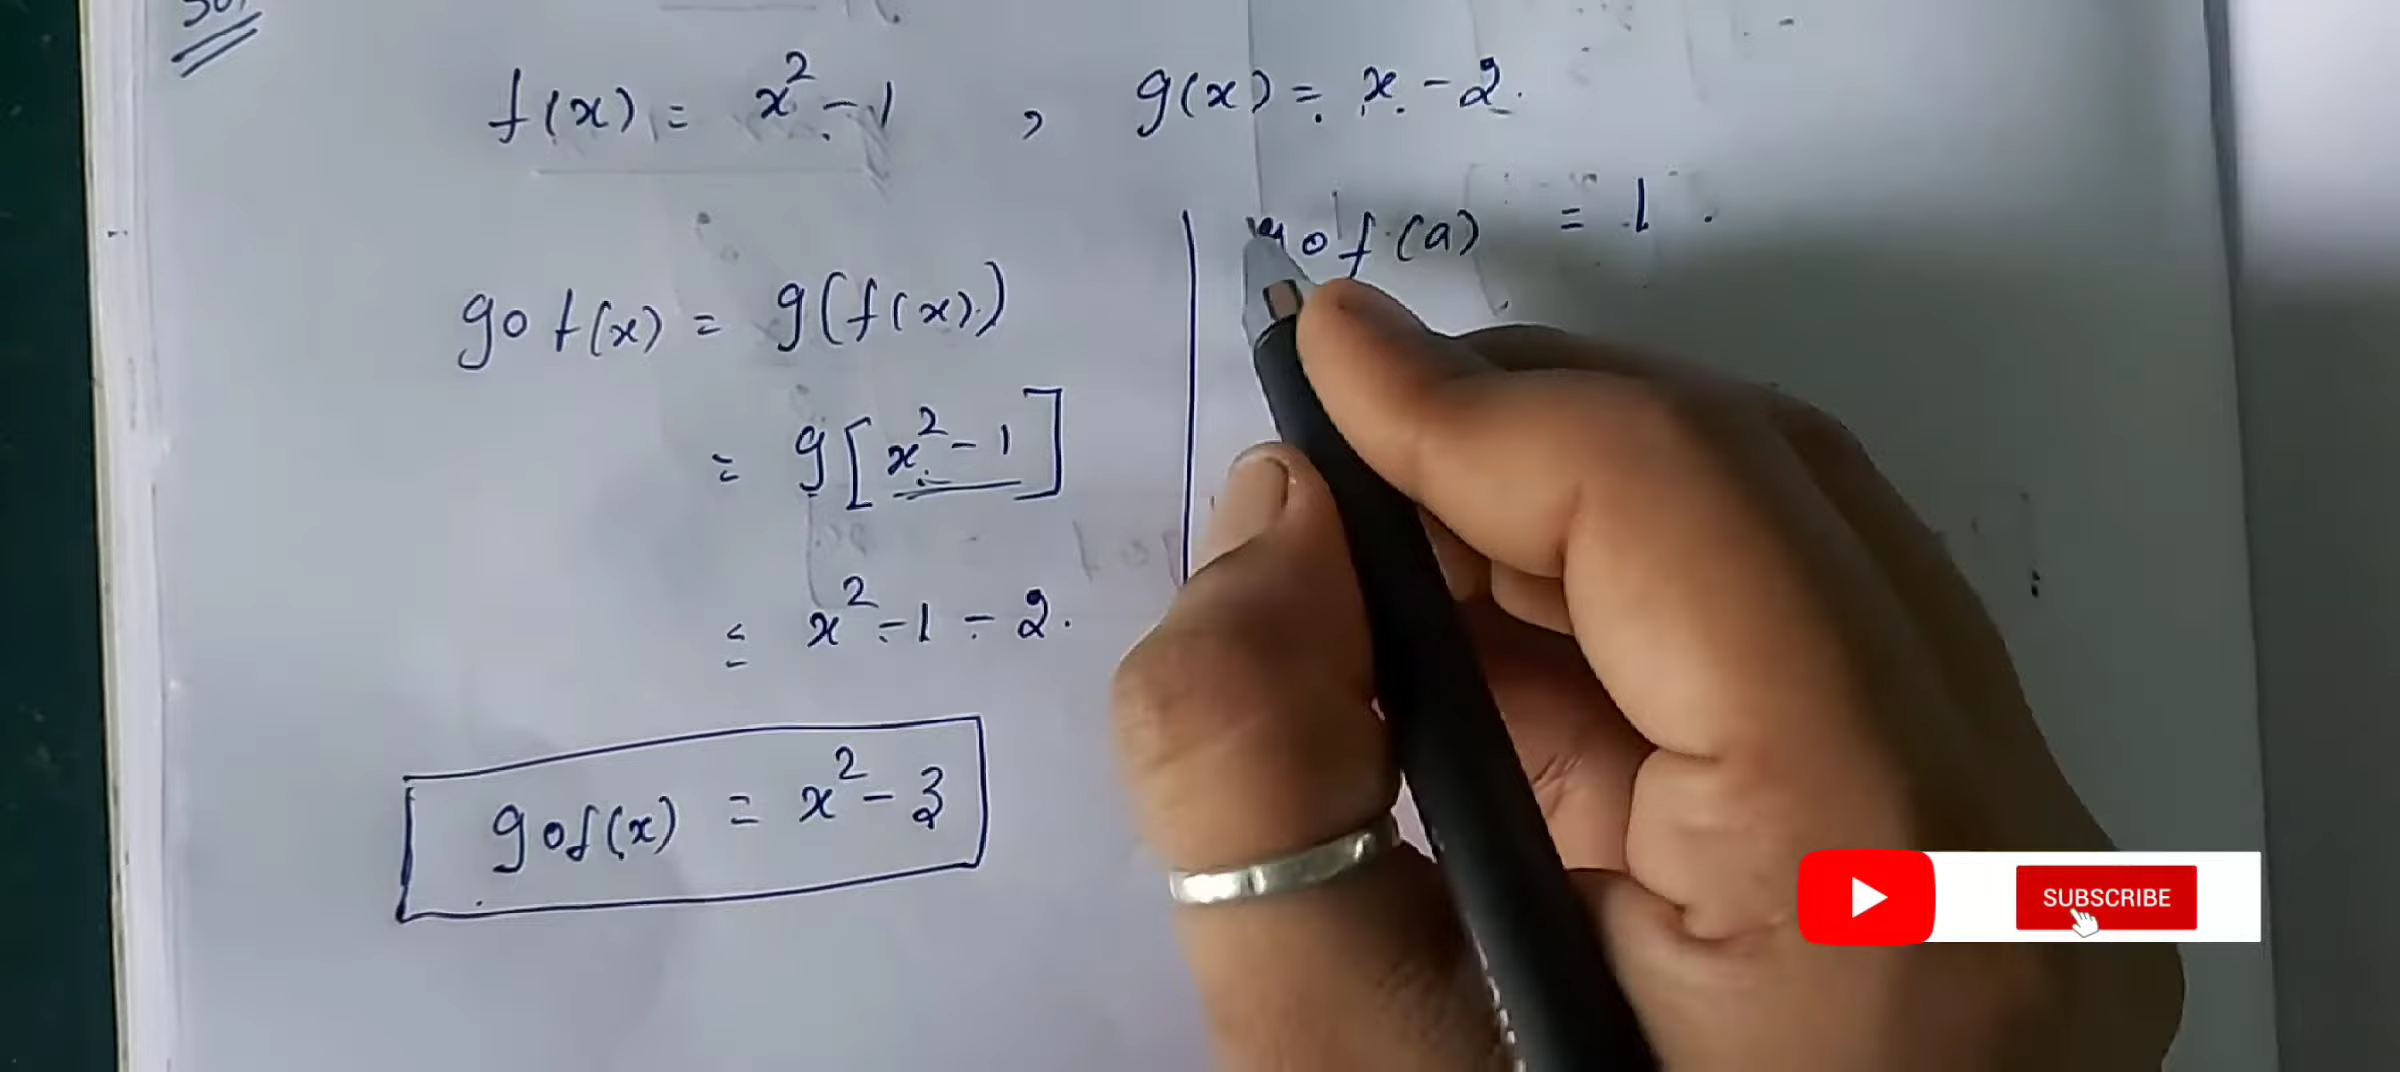 f(x) = x² - 1 , g(x) = x - 2.
gof(x) = g(f(x))
= g[x² - 1]
= x² - 1 - 2.
gof(x) = x² - 3
gof(a) = 1.
SUBSCRIBE